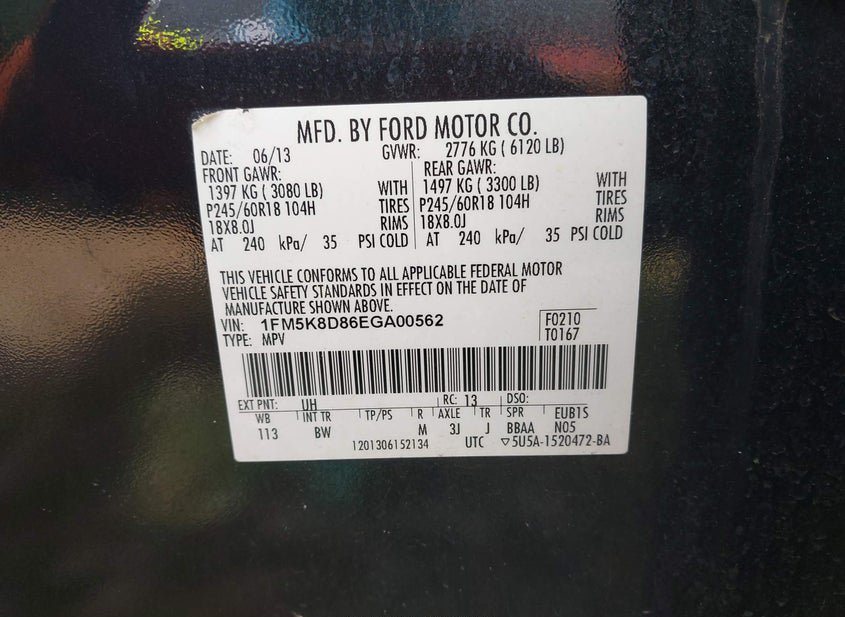 MFD. BY FORD MOTOR CO.
DATE: 06/13 GVWR: 2776 KG ( 6120 LB)
FRONT GAWR: REAR GAWR:
1397 KG ( 3080 LB) WITH 1497 KG ( 3300 LB) WITH
P245/60R18 104H TIRES P245/60R18 104H TIRES
18X8.0J RIMS 18X8.0J RIMS
AT 240 kPa/ 35 PSI COLD AT 240 kPa/ 35 PSI COLD
THIS VEHICLE CONFORMS TO ALL APPLICABLE FEDERAL MOTOR
VEHICLE SAFETY STANDARDS IN EFFECT ON THE DATE OF
MANUFACTURE SHOWN ABOVE.
VIN: 1FM5K8D86EGA00562 F0210
TYPE: MPV T0167
EXT PNT: UH RC: 13 DSO:
WB INT TR TP/PS R AXLE TR SPR EUB1S
113 BW M 3J J BBAA N05
1201306152134 UTC ▽5U5A-1520472-BA